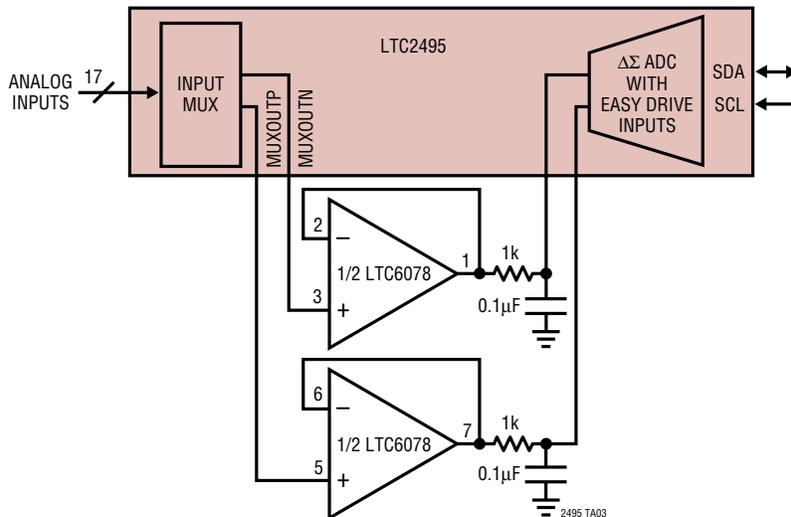 LTC2495
ANALOG
INPUTS
17
INPUT
MUX
MUXOUTP
MUXOUTN
ΔΣ ADC
WITH
EASY DRIVE
INPUTS
SDA
SCL
2
–
1/2 LTC6078
3
+
1
1k
0.1µF
6
–
1/2 LTC6078
5
+
7
1k
0.1µF
2495 TA03